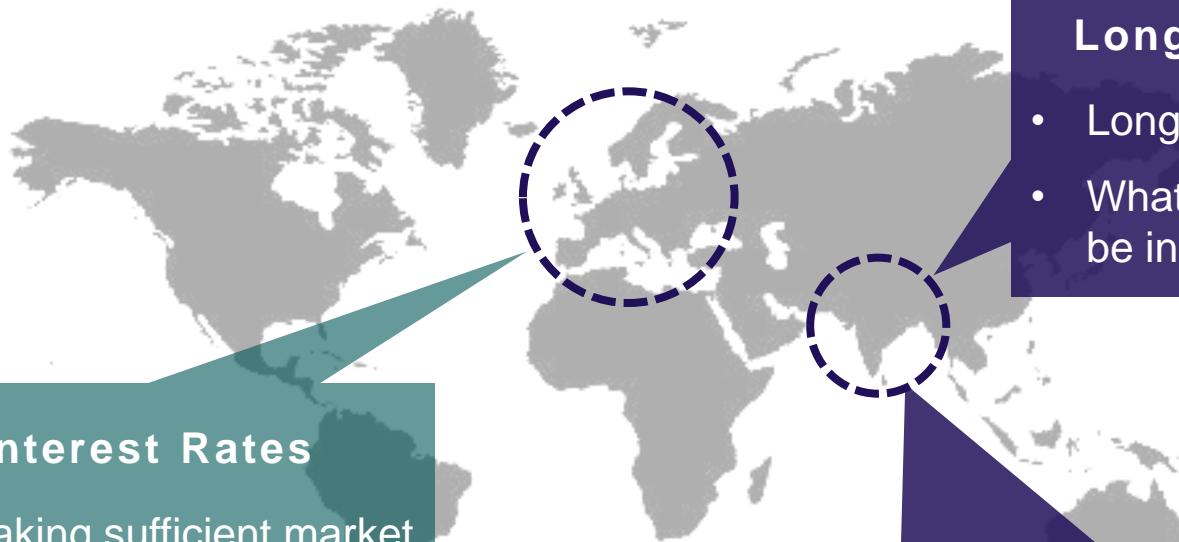 Long
• Long
• What
be in
nterest Rates
aking sufficient market